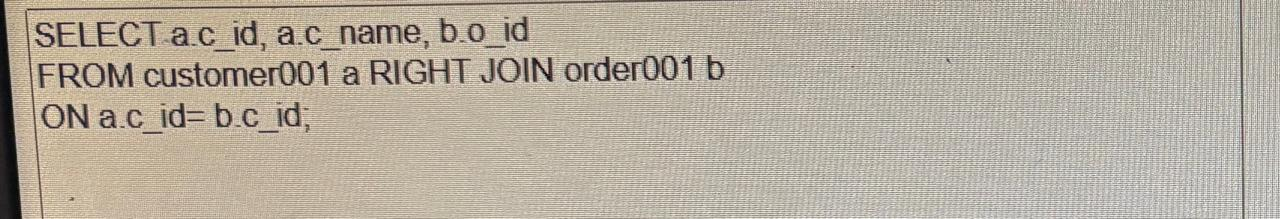 SELECT a.c_id, a.c_name, b.o_id
FROM customer001 a RIGHT JOIN order001 b
ON a.c_id= b.c_id;